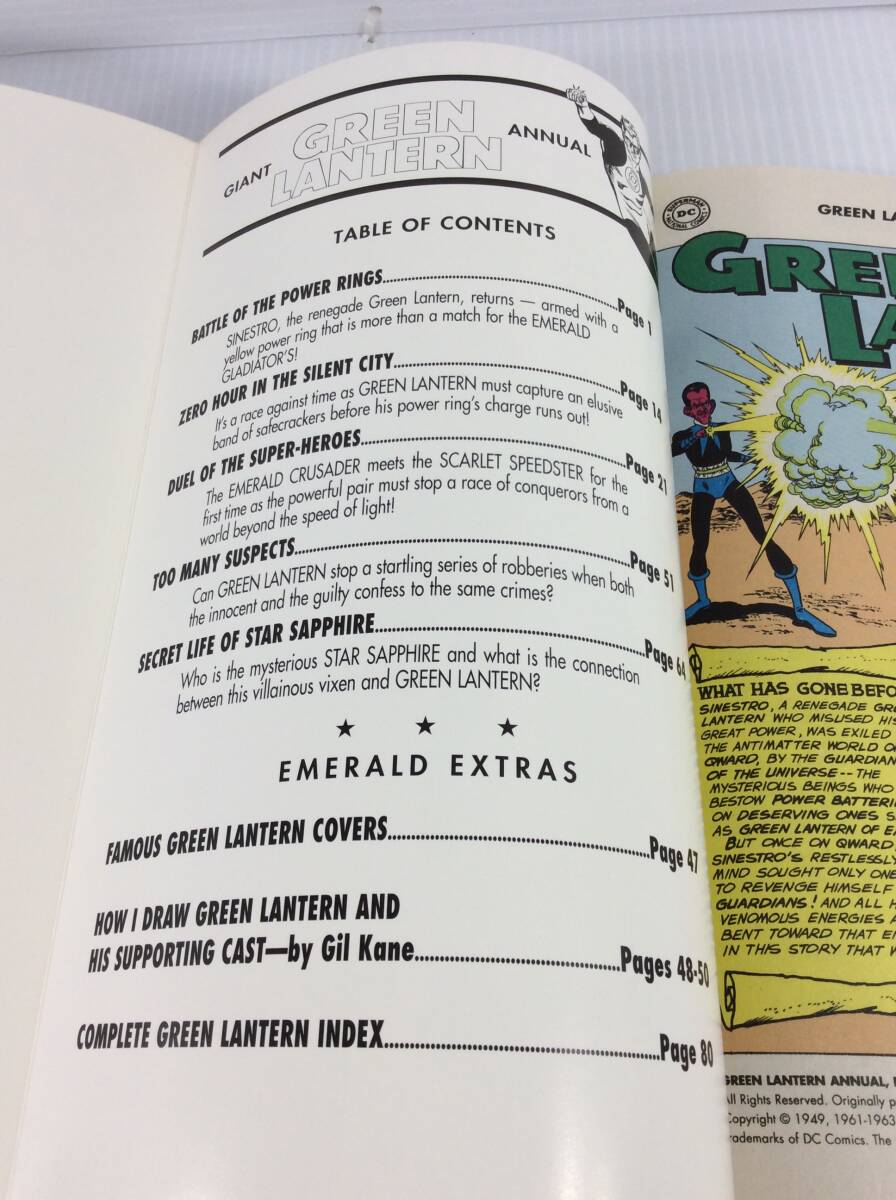 GIANT
GREEN
LANTERN
ANNUAL
TABLE OF CONTENTS
BATTLE OF THE POWER RINGS..........Page 1
SINESTRO, the renegade Green Lantern, returns — armed with a
yellow power ring that is more than a match for the EMERALD
GLADIATOR'S!
ZERO HOUR IN THE SILENT CITY..........Page 14
It's a race against time as GREEN LANTERN must capture an elusive
band of safecrackers before his power ring's charge runs out!
DUEL OF THE SUPER-HEROES..........Page 21
The EMERALD CRUSADER meets the SCARLET SPEEDSTER for the
first time as the powerful pair must stop a race of conquerors from a
world beyond the speed of light!
TOO MANY SUSPECTS..........Page 51
Can GREEN LANTERN stop a startling series of robberies when both
the innocent and the guilty confess to the same crimes?
SECRET LIFE OF STAR SAPPHIRE..........Page 64
Who is the mysterious STAR SAPPHIRE and what is the connection
between this villainous vixen and GREEN LANTERN?
★ ★ ★
EMERALD EXTRAS
FAMOUS GREEN LANTERN COVERS..........Page 47
HOW I DRAW GREEN LANTERN AND
HIS SUPPORTING CAST—by Gil Kane..........Pages 48-50
COMPLETE GREEN LANTERN INDEX..........Page 80
SUPERMAN
DC
NATIONAL COMICS
GREEN LA
GREE
LA
WHAT HAS GONE BEFO
SINESTRO, A RENEGADE GRE
LANTERN WHO MISUSED HIS
GREAT POWER, WAS EXILED
THE ANTIMATTER WORLD O
QWARD, BY THE GUARDIAN
OF THE UNIVERSE--THE
MYSTERIOUS BEINGS WHO
BESTOW POWER BATTERI
ON DESERVING ONES S
AS GREEN LANTERN OF E
BUT ONCE ON QWARD,
SINESTRO'S RESTLESSLY
MIND SOUGHT ONLY ONE
TO REVENGE HIMSELF
GUARDIANS! AND ALL H
VENOMOUS ENERGIES A
BENT TOWARD THAT E
IN THIS STORY THAT W
GREEN LANTERN ANNUAL,
All Rights Reserved. Originally p
Copyright © 1949, 1961-1963
rademarks of DC Comics. The